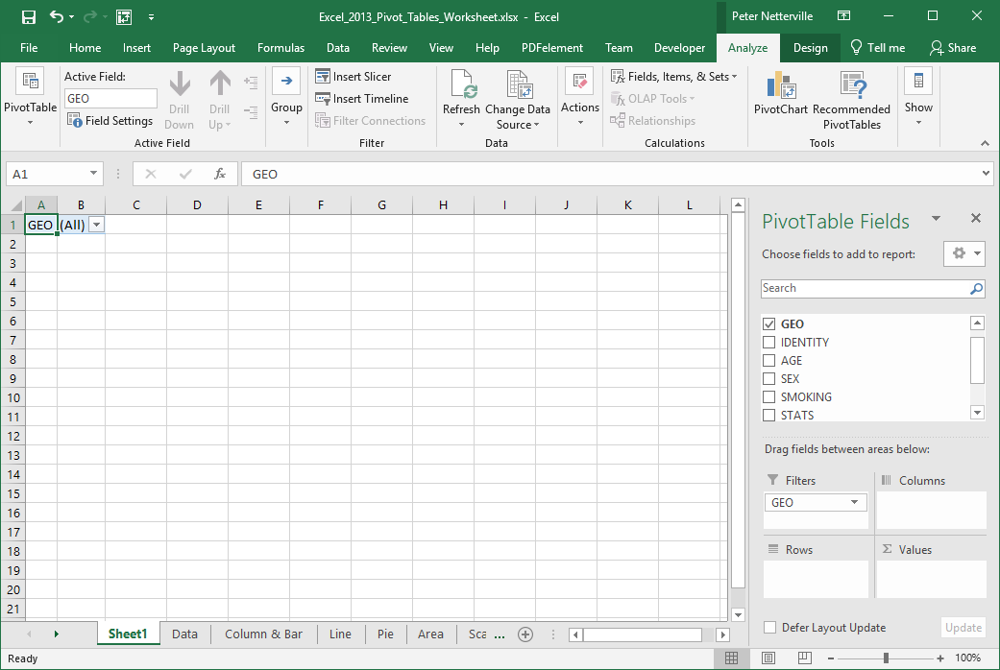 Excel_2013_Pivot_Tables_Worksheet.xlsx - Excel
Peter Netterville
File Home Insert Page Layout Formulas Data Review View Help PDFelement Team Developer Analyze Design Tell me Share
PivotTable
Active Field:
GEO
Field Settings
Drill Down
Drill Up
Active Field
Group
Insert Slicer
Insert Timeline
Filter Connections
Filter
Refresh
Change Data Source
Data
Actions
Fields, Items, & Sets
OLAP Tools
Relationships
Calculations
PivotChart
Recommended PivotTables
Tools
Show
A1
fx
GEO
A B C D E F G H I J K L
1 GEO (All)
2
3
4
5
6
7
8
9
10
11
12
13
14
15
16
17
18
19
20
21
PivotTable Fields
Choose fields to add to report:
Search
GEO
IDENTITY
AGE
SEX
SMOKING
STATS
Drag fields between areas below:
Filters
GEO
Columns
Rows
Σ Values
Defer Layout Update
Update
Sheet1 Data Column & Bar Line Pie Area Sca ...
Ready
100%